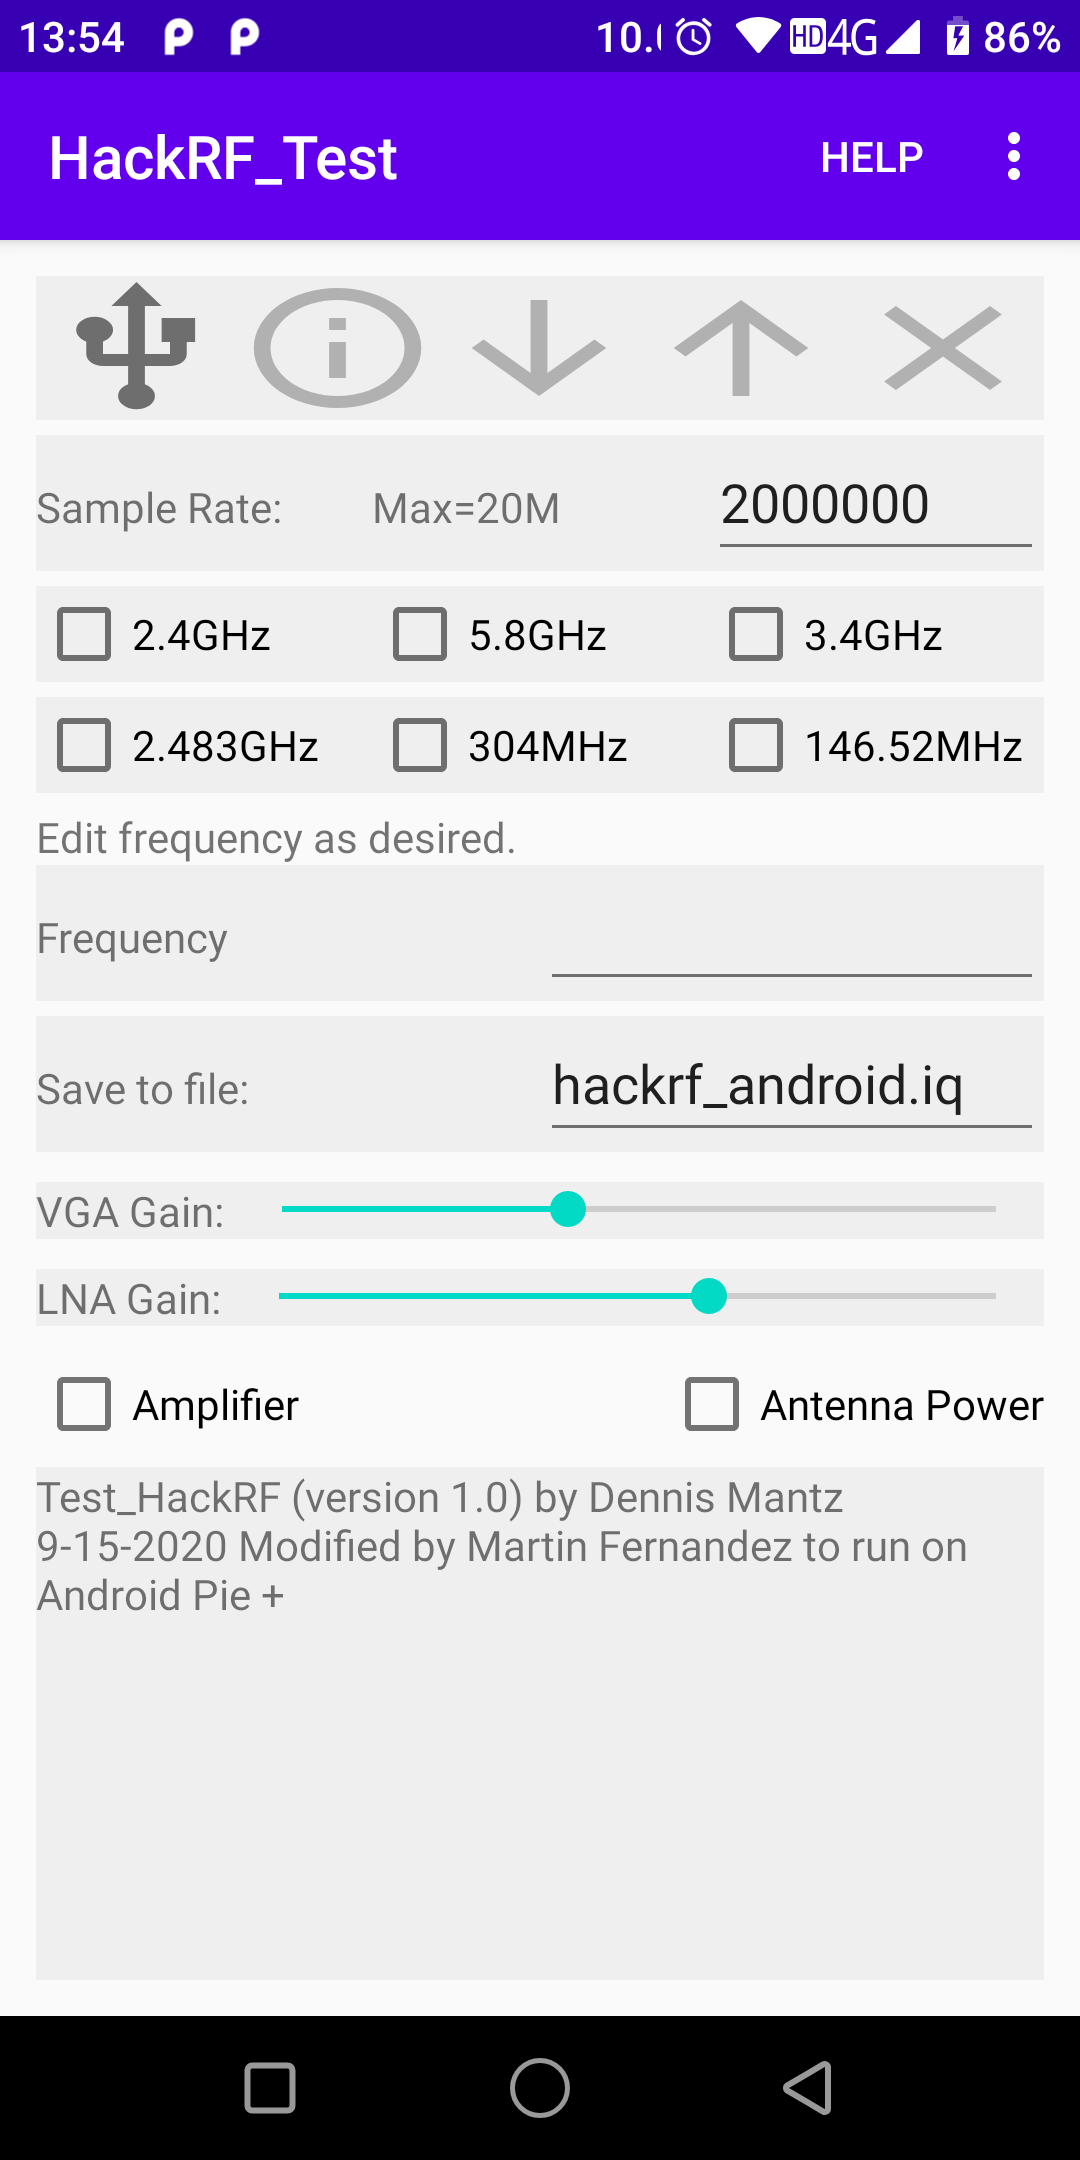 13:54 10. HD 4G 86%
HackRF_Test HELP
Sample Rate: Max=20M 2000000
2.4GHz 5.8GHz 3.4GHz
2.483GHz 304MHz 146.52MHz
Edit frequency as desired.
Frequency
Save to file: hackrf_android.iq
VGA Gain:
LNA Gain:
Amplifier Antenna Power
Test_HackRF (version 1.0) by Dennis Mantz
9-15-2020 Modified by Martin Fernandez to run on
Android Pie +